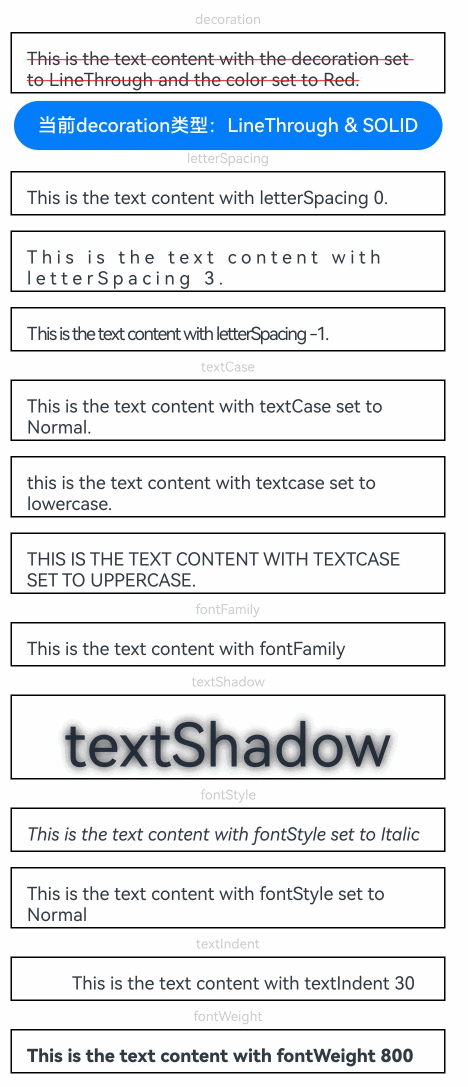 decoration
This is the text content with the decoration set
to LineThrough and the color set to Red.
当前decoration类型：LineThrough & SOLID
letterSpacing
This is the text content with letterSpacing 0.
This is the text content with
letterSpacing 3.
This is the text content with letterSpacing -1.
textCase
This is the text content with textCase set to
Normal.
this is the text content with textcase set to
lowercase.
THIS IS THE TEXT CONTENT WITH TEXTCASE
SET TO UPPERCASE.
fontFamily
This is the text content with fontFamily
textShadow
textShadow
fontStyle
This is the text content with fontStyle set to Italic
This is the text content with fontStyle set to
Normal
textIndent
This is the text content with textIndent 30
fontWeight
This is the text content with fontWeight 800